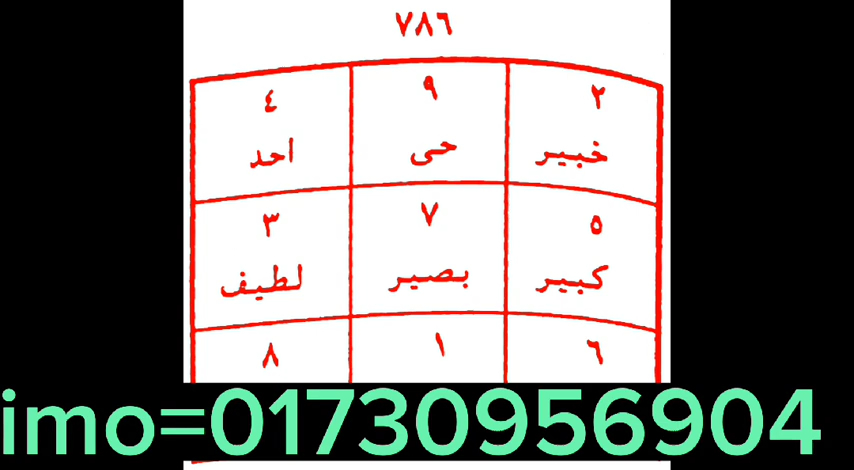 ٧٨٦
٢ ٩ ٤
خبير حى احد
٥ ٧ ٣
كبير بصير لطيف
٦ ١ ٨
imo=01730956904